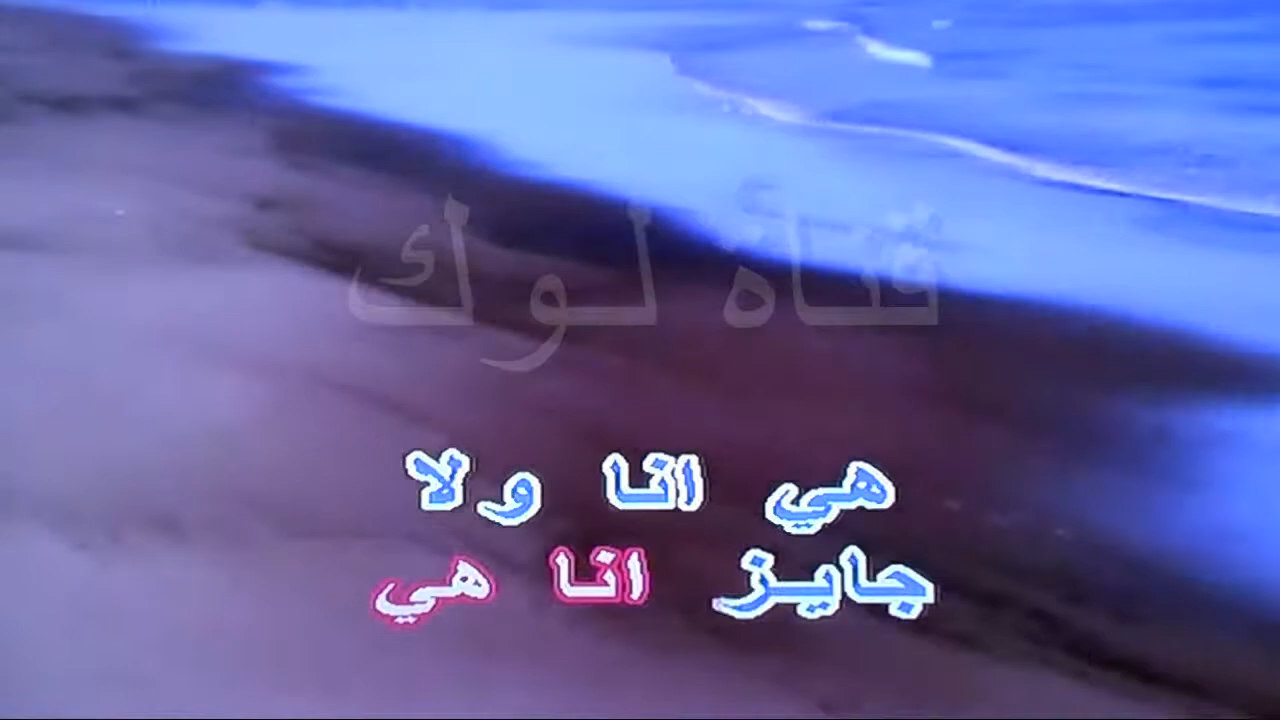 قناة لوك
هي انا ولا
جايز انا هي